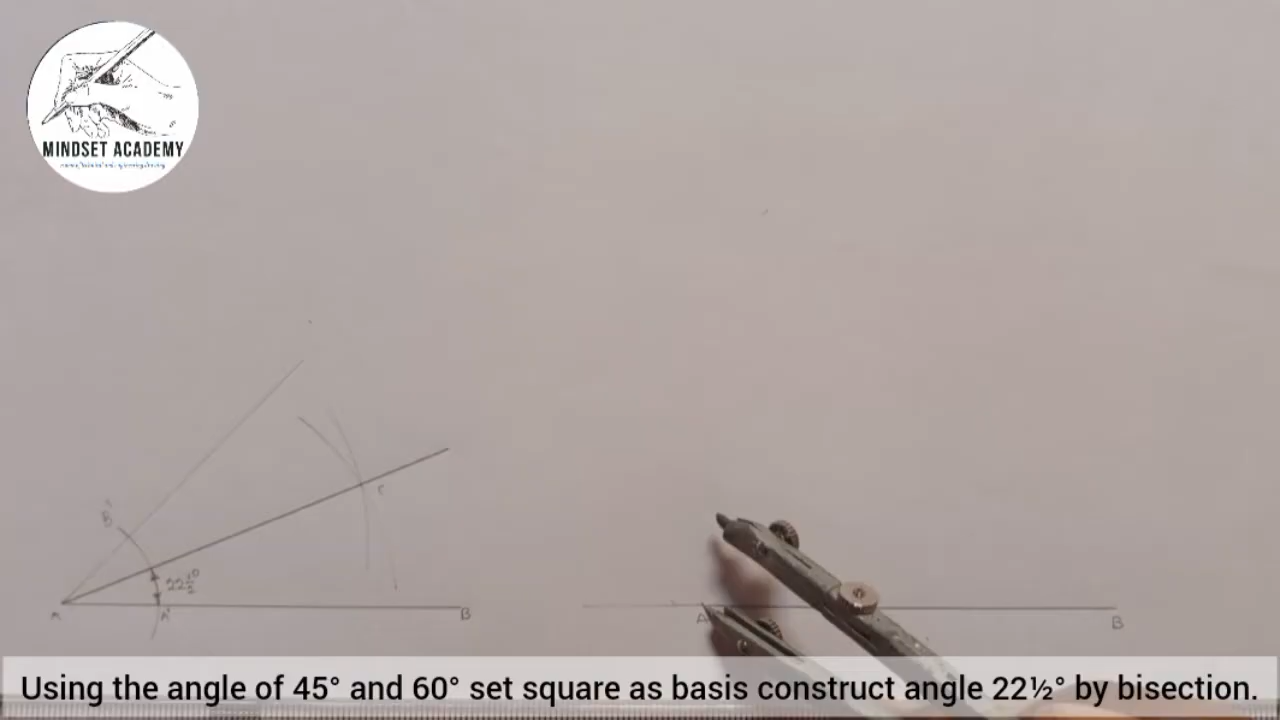 MINDSET ACADEMY
B'
C
22½°
A
A'
B
A
B
Using the angle of 45° and 60° set square as basis construct angle 22½° by bisection.